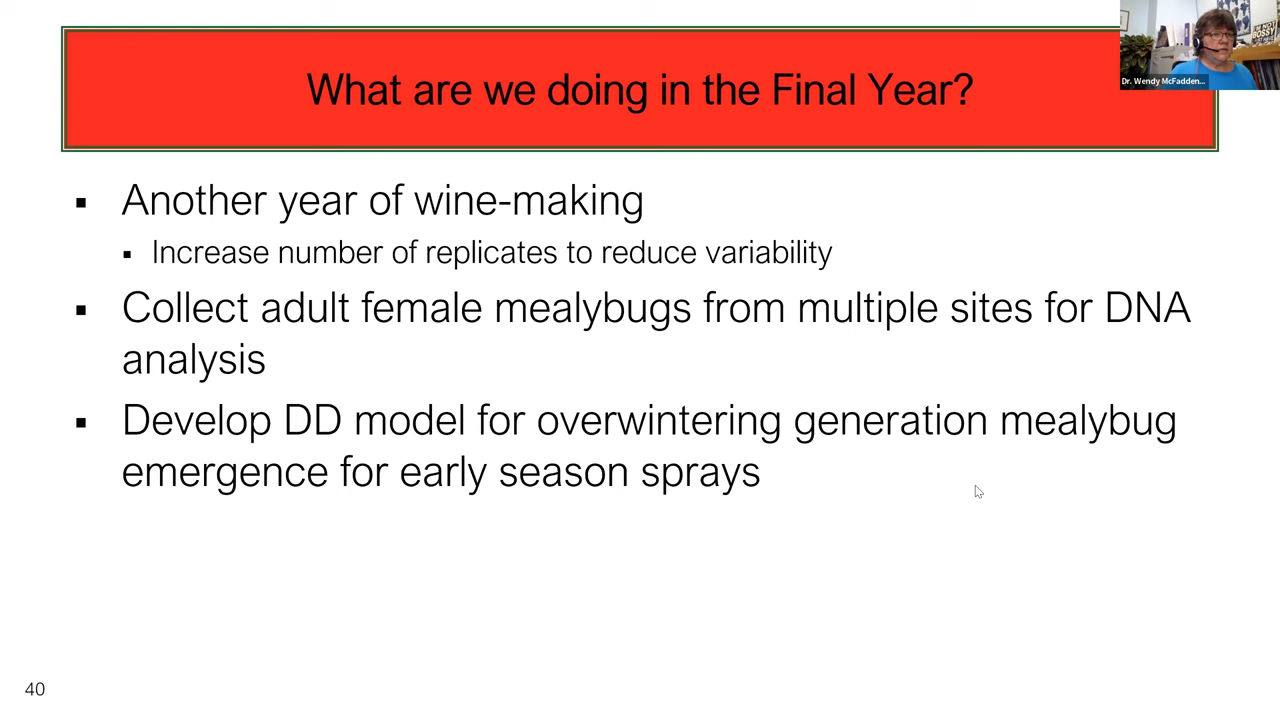 What are we doing in the Final Year?
Dr. Wendy McFadden...
▪ Another year of wine-making
▪ Increase number of replicates to reduce variability
▪ Collect adult female mealybugs from multiple sites for DNA
analysis
▪ Develop DD model for overwintering generation mealybug
emergence for early season sprays
40